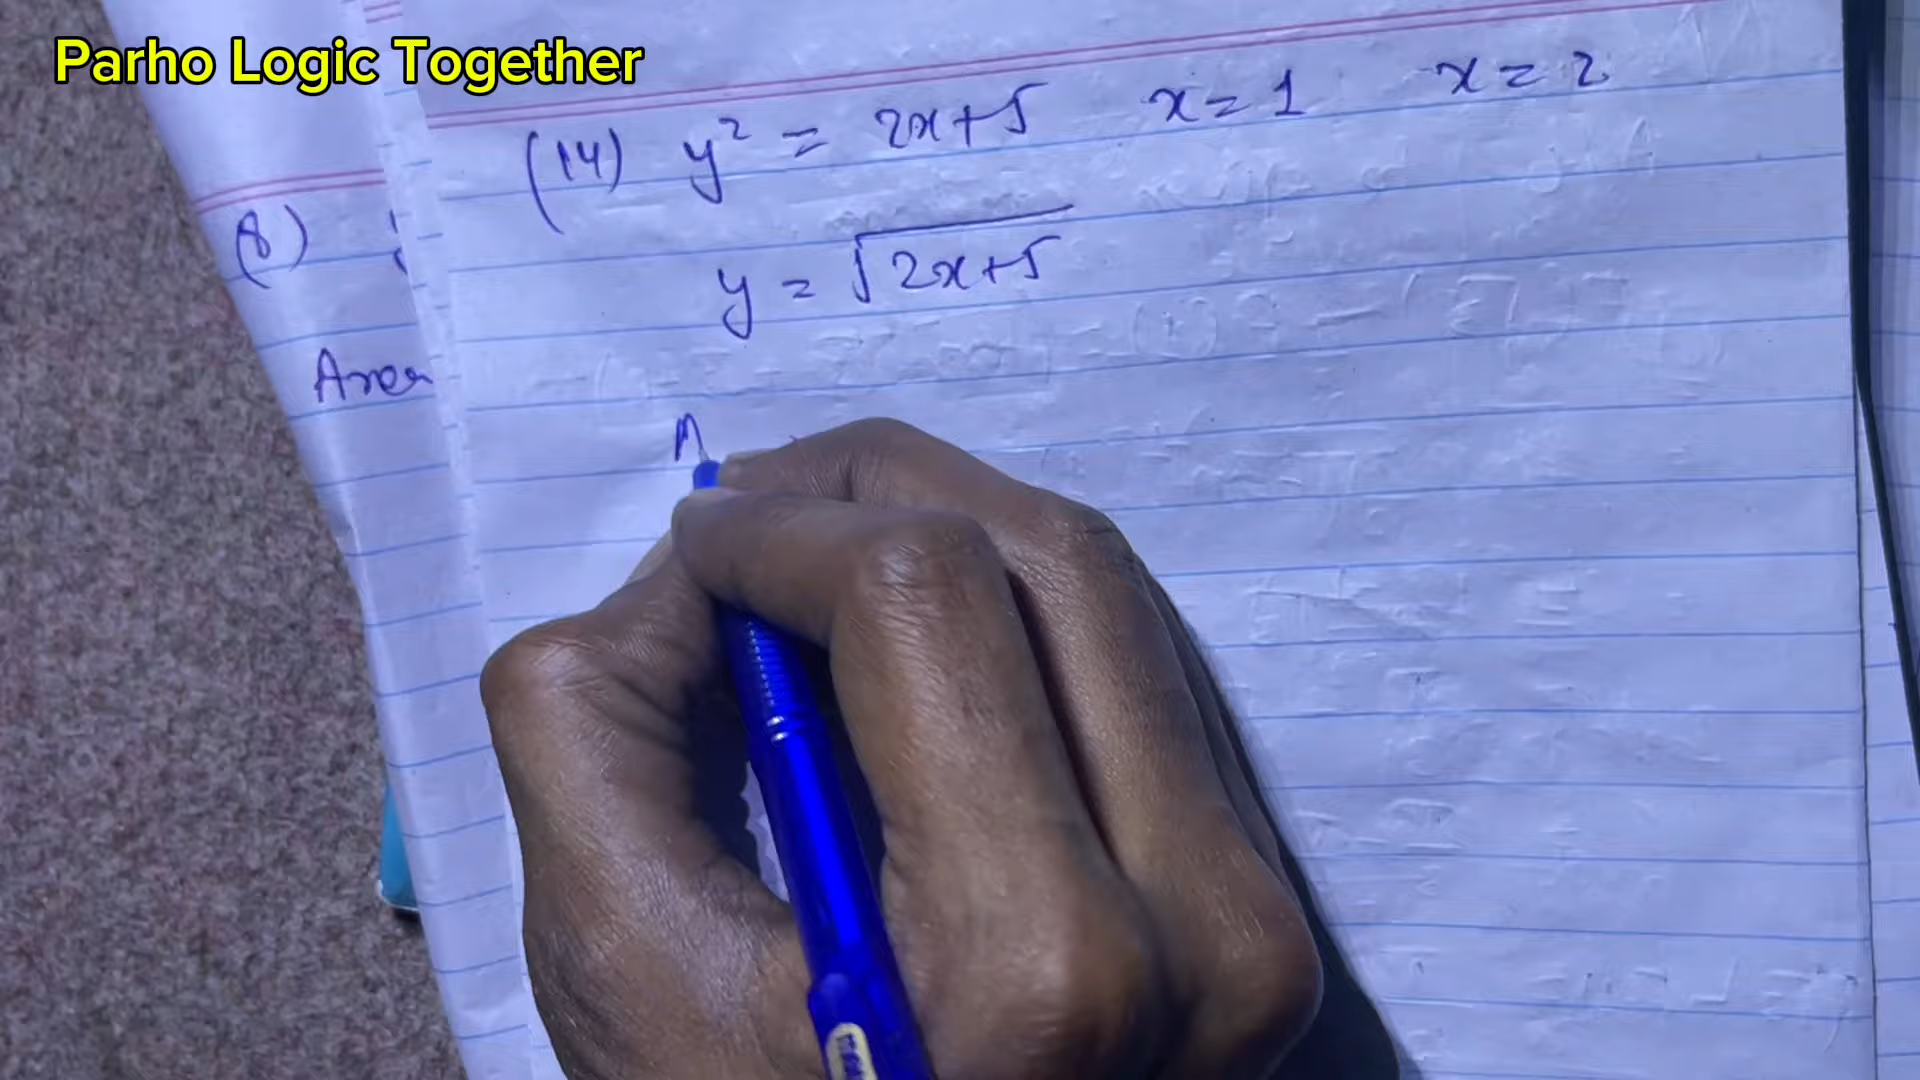 Parho Logic Together
(14) y² = 2x+5 x=1 x=2
y = √2x+5
(8)
Area
A